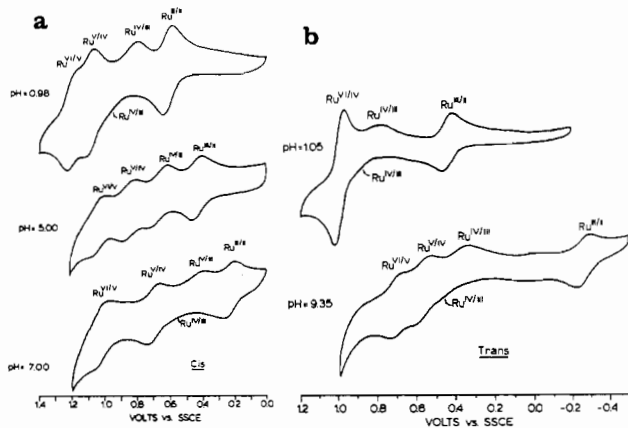 a
Ru^VI/V
Ru^V/IV
Ru^IV/III
Ru^III/II
pH=0.98
Ru^IV/III
Ru^VI/V
Ru^V/IV
Ru^IV/III
Ru^III/II
pH=5.00
Ru^VI/V
Ru^V/IV
Ru^IV/III
Ru^III/II
Ru^IV/III
pH=7.00
Cis
1.4 1.2 1.0 0.8 0.6 0.4 0.2 0.0
VOLTS vs. SSCE
b
Ru^VI/IV
Ru^IV/III
Ru^III/II
pH=1.05
Ru^IV/III
Ru^VI/V
Ru^V/IV
Ru^IV/III
Ru^III/II
pH=9.35
Ru^IV/III
Trans
1.2 1.0 0.8 0.6 0.4 0.2 0.0 -0.2 -0.4
VOLTS vs. SSCE